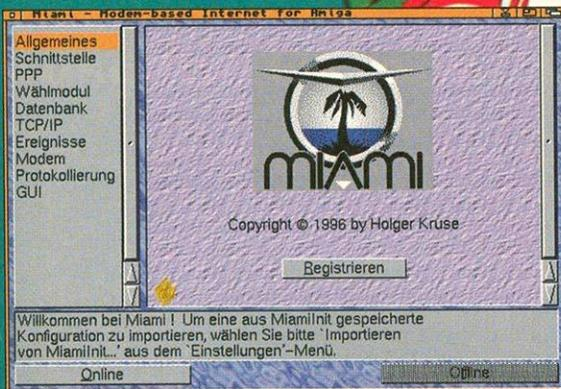 Miami - Modem-based Internet for Amiga
Allgemeines
Schnittstelle
PPP
Wählmodul
Datenbank
TCP/IP
Ereignisse
Modem
Protokollierung
GUI
MIAMI
Copyright © 1996 by Holger Kruse
Registrieren
Willkommen bei Miami ! Um eine aus MiamiInit gespeicherte
Konfiguration zu importieren, wählen Sie bitte `Importieren
von MiamiInit...' aus dem `Einstellungen'-Menü.
Online
Offline